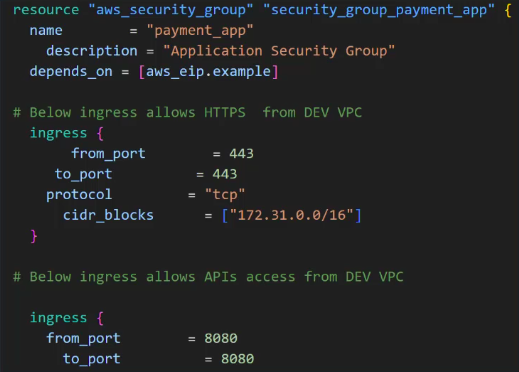 resource "aws_security_group" "security_group_payment_app" {
  name        = "payment_app"
    description = "Application Security Group"
  depends_on = [aws_eip.example]
# Below ingress allows HTTPS  from DEV VPC
  ingress {
       from_port        = 443
     to_port          = 443
    protocol         = "tcp"
      cidr_blocks      = ["172.31.0.0/16"]
  }
# Below ingress allows APIs access from DEV VPC
  ingress {
    from_port        = 8080
      to_port          = 8080